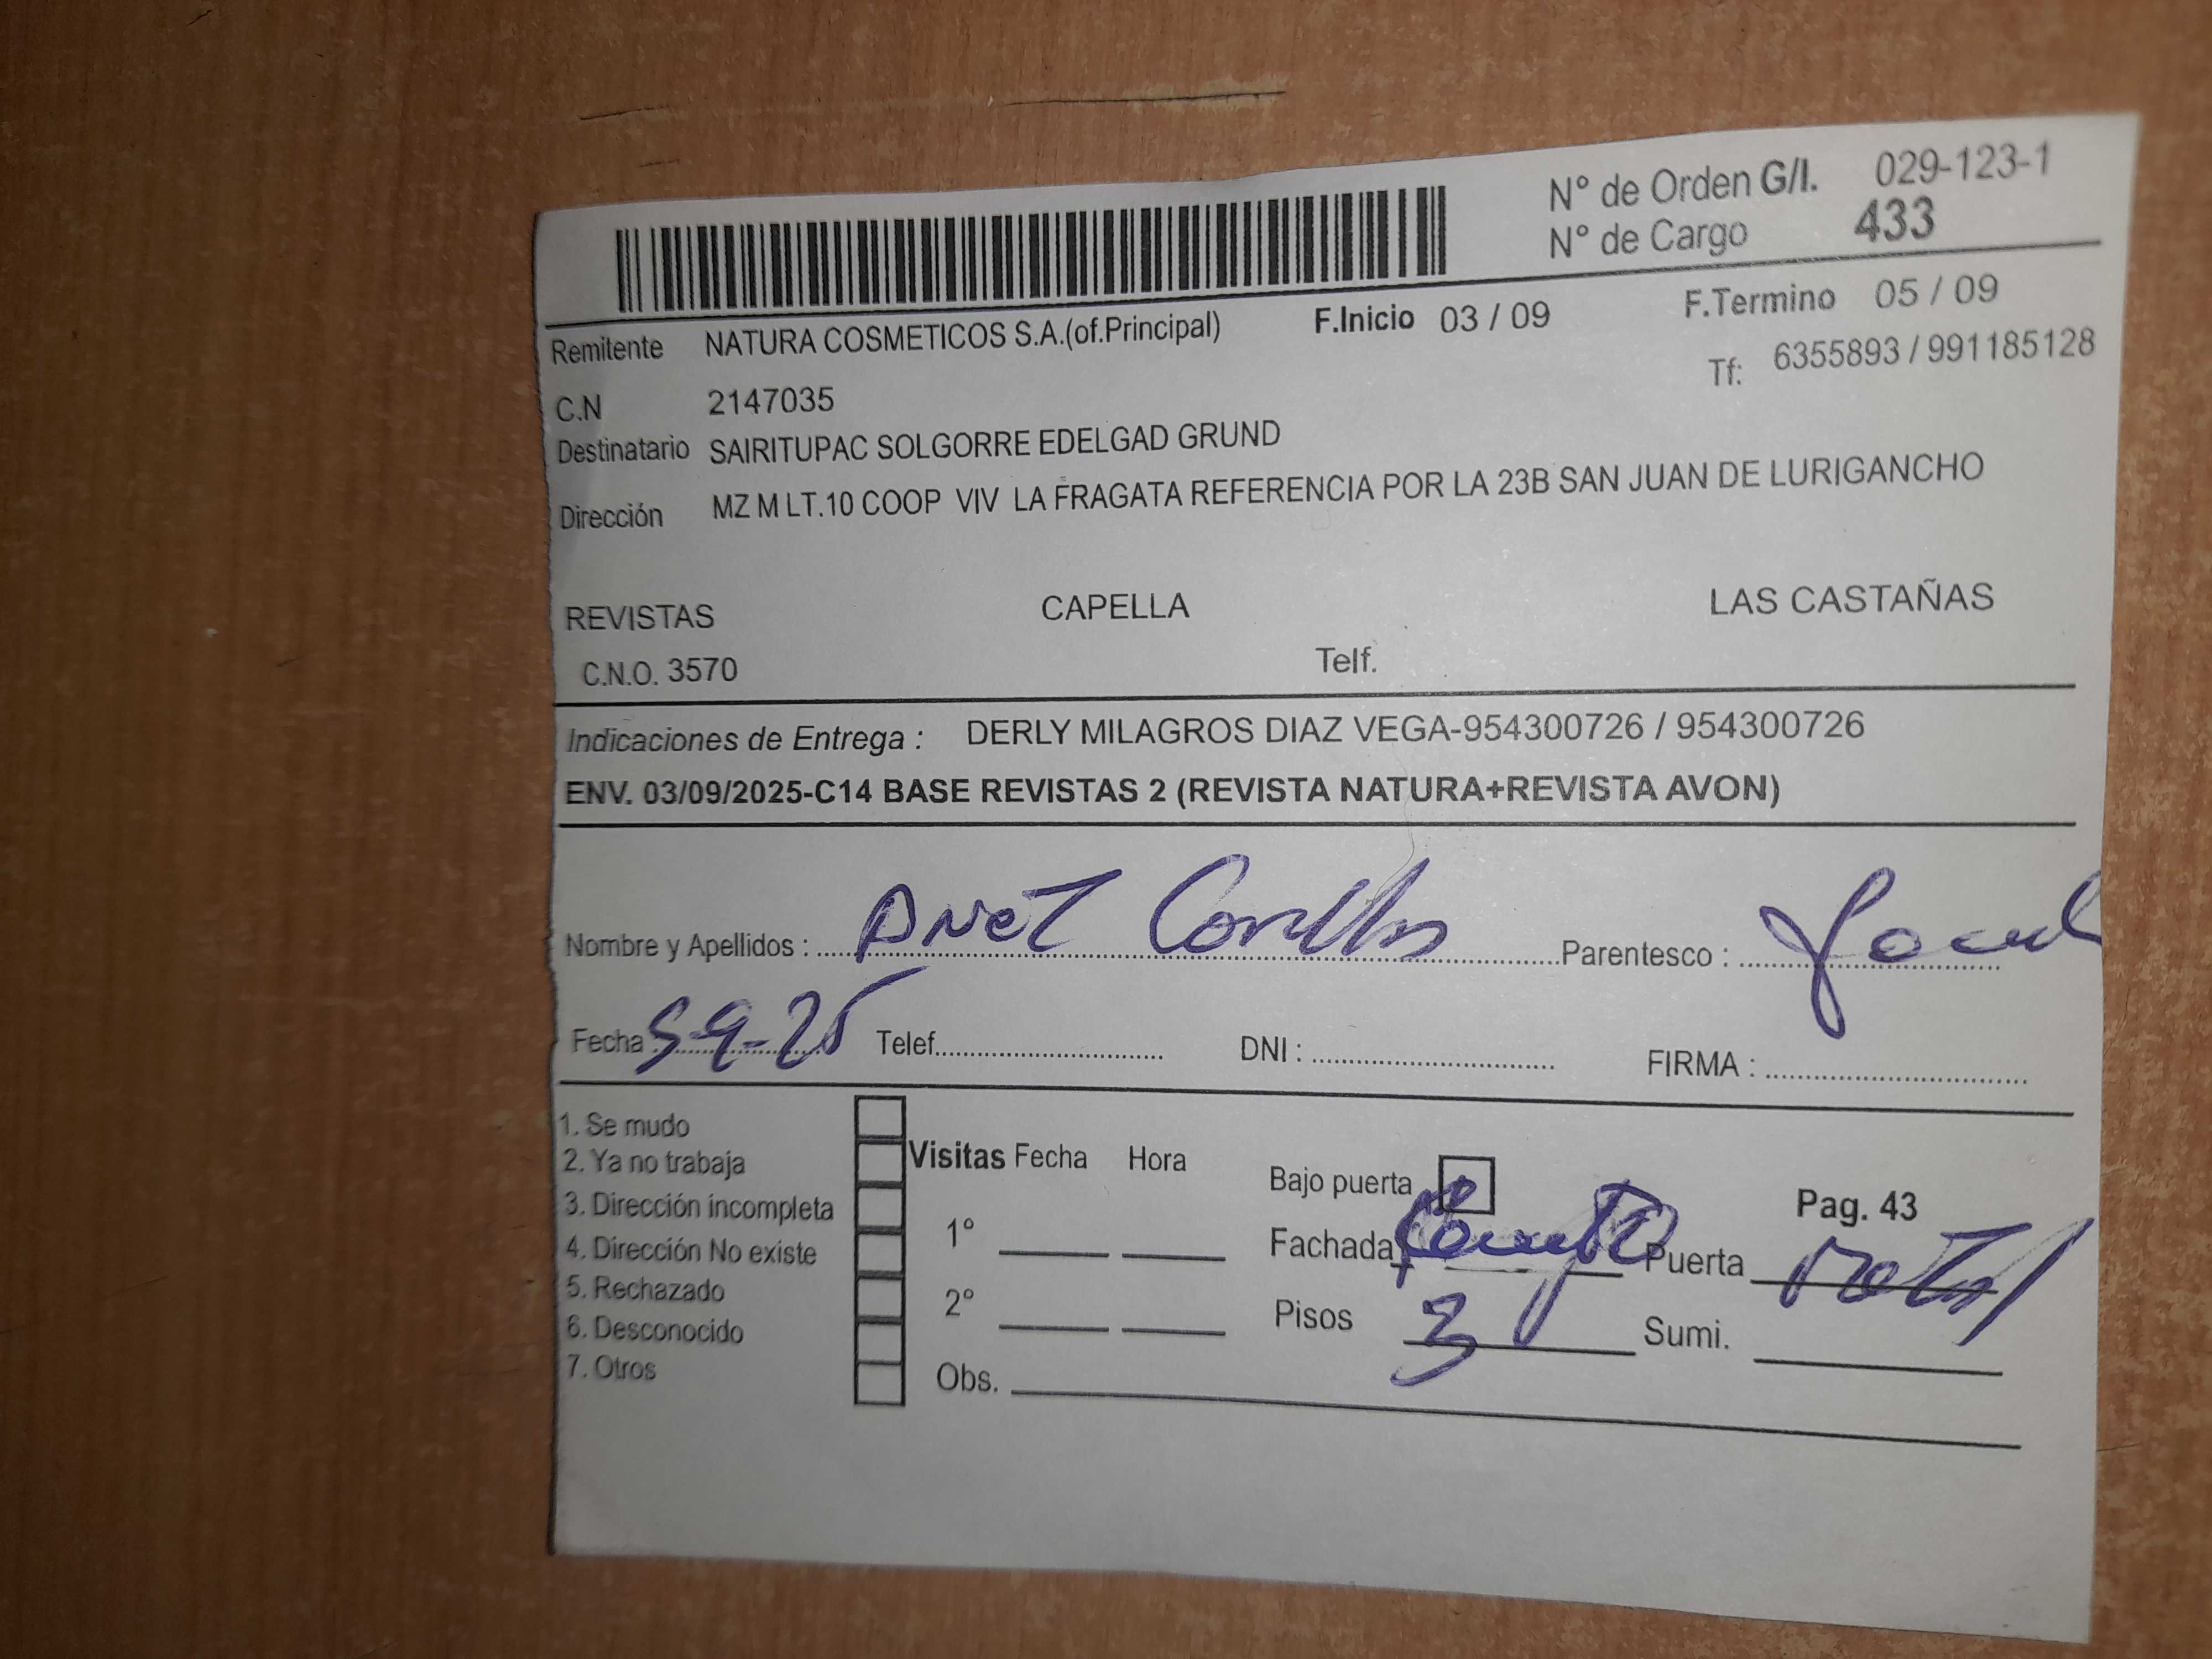 N° de Orden G/I. 029-123-1
N° de Cargo 433
Remitente NATURA COSMETICOS S.A.(of.Principal) F.Inicio 03 / 09 F.Termino 05 / 09
C.N 2147035 Tf: 6355893 / 991185128
Destinatario SAIRITUPAC SOLGORRE EDELGAD GRUND
Dirección MZ M LT.10 COOP VIV LA FRAGATA REFERENCIA POR LA 23B SAN JUAN DE LURIGANCHO
REVISTAS CAPELLA LAS CASTAÑAS
C.N.O. 3570 Telf.
Indicaciones de Entrega : DERLY MILAGROS DIAZ VEGA-954300726 / 954300726
ENV. 03/09/2025-C14 BASE REVISTAS 2 (REVISTA NATURA+REVISTA AVON)
Nombre y Apellidos : Parentesco :
Fecha : 5-9-25 Telef. DNI : FIRMA :
1. Se mudo
2. Ya no trabaja
3. Dirección incompleta
4. Dirección No existe
5. Rechazado
6. Desconocido
7. Otros
Visitas Fecha Hora
1°
2°
Obs.
Bajo puerta
Pag. 43
Fachada Puerta
Pisos 3 Sumi.